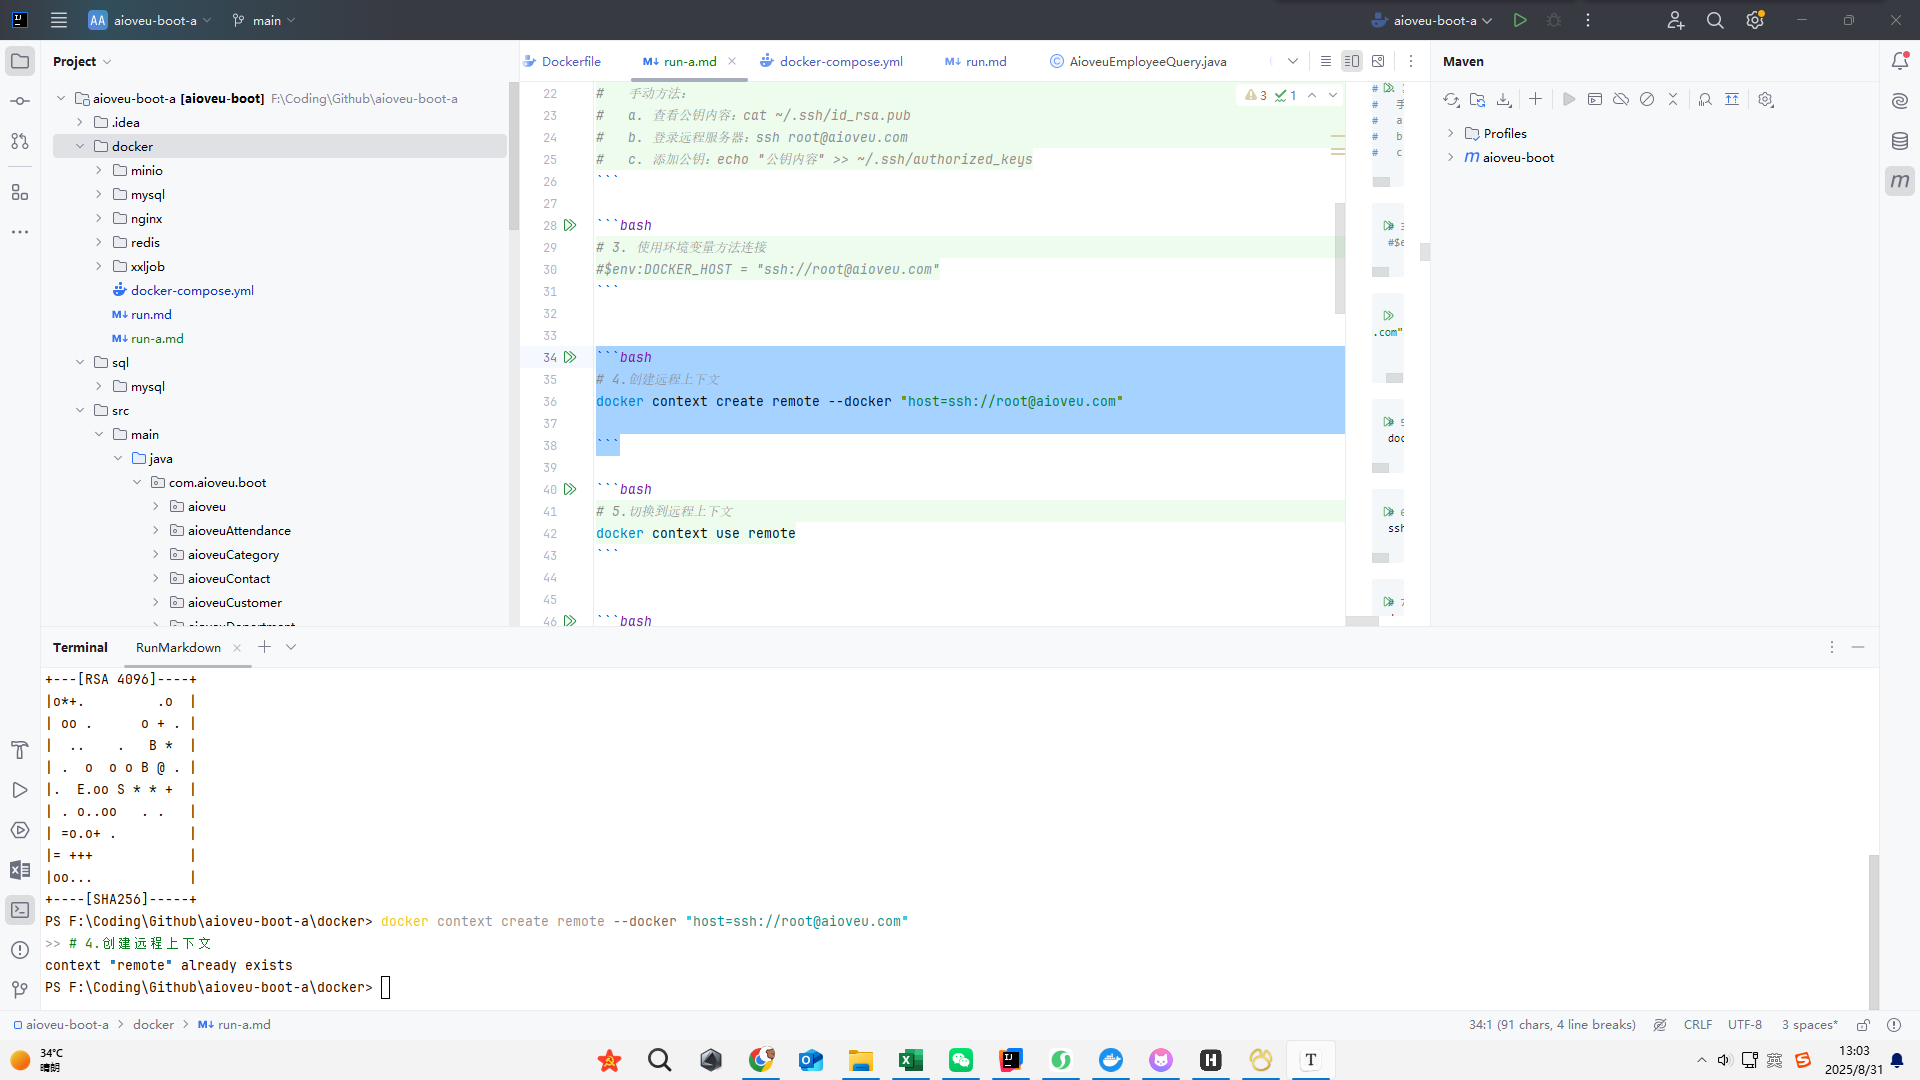 AA aioveu-boot-a
main
aioveu-boot-a
Project
Dockerfile
run-a.md
docker-compose.yml
run.md
AioveuEmployeeQuery.java
Maven
aioveu-boot-a [aioveu-boot] F:\Coding\Github\aioveu-boot-a
.idea
docker
minio
mysql
nginx
redis
xxljob
docker-compose.yml
run.md
run-a.md
sql
mysql
src
main
java
com.aioveu.boot
aioveu
aioveuAttendance
aioveuCategory
aioveuContact
aioveuCustomer
3 1
22 #   手动方法:
23 #   a. 查看公钥内容: cat ~/.ssh/id_rsa.pub
24 #   b. 登录远程服务器: ssh root@aioveu.com
25 #   c. 添加公钥: echo "公钥内容" >> ~/.ssh/authorized_keys
26 ```
27
28 ```bash
29 # 3. 使用环境变量方法连接
30 #$env:DOCKER_HOST = "ssh://root@aioveu.com"
31 ```
32
33
34 ```bash
35 # 4.创建远程上下文
36 docker context create remote --docker "host=ssh://root@aioveu.com"
37
38 ```
39
40 ```bash
41 # 5.切换到远程上下文
42 docker context use remote
43 ```
44
45
46 ```bash
#
# 手
# a
# b
# c
#$e
.com"
doc
ssh
Profiles
m aioveu-boot
m
Terminal
RunMarkdown
+---[RSA 4096]----+
|o*+.         .o  |
| oo .      o + . |
|  ..    .   B *  |
| .  o  o o B @ . |
|.  E.oo S * * +  |
| . o..oo   . .   |
| =o.o+ .         |
|= +++            |
|oo...            |
+----[SHA256]-----+
PS F:\Coding\Github\aioveu-boot-a\docker> docker context create remote --docker "host=ssh://root@aioveu.com"
>> # 4.创建远程上下文
context "remote" already exists
PS F:\Coding\Github\aioveu-boot-a\docker>
aioveu-boot-a > docker > run-a.md
34:1 (91 chars, 4 line breaks)
CRLF
UTF-8
3 spaces*
34°C
晴朗
英
13:03
2025/8/31